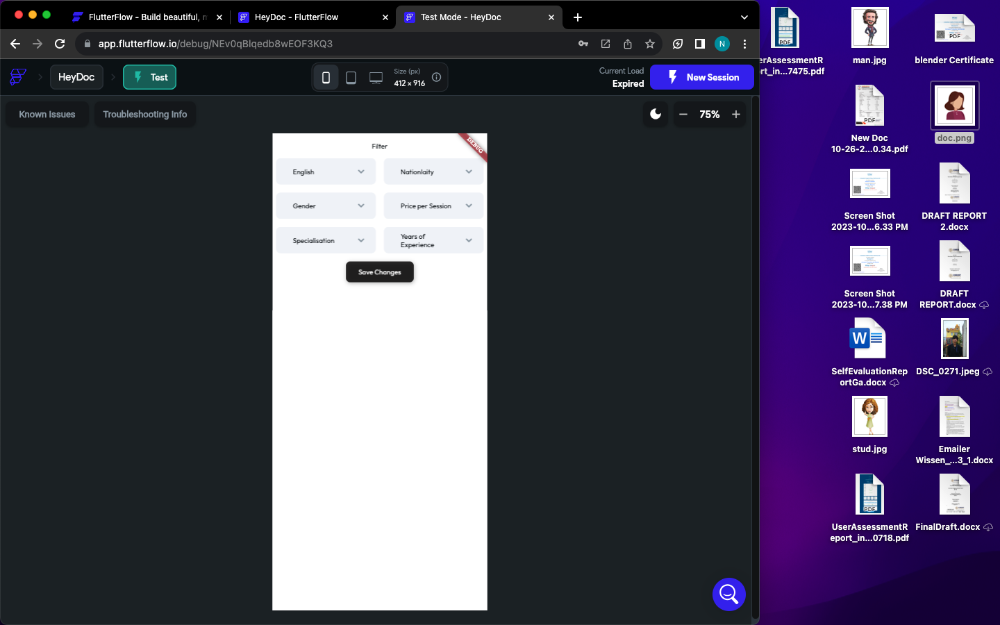 FlutterFlow - Build beautiful, r
HeyDoc - FlutterFlow
Test Mode - HeyDoc
app.flutterflow.io/debug/NEv0qBlqedb8wEOF3KQ3
N
HeyDoc
Test
Size (px)
412 × 916
Current Load
Expired
New Session
Known Issues
Troubleshooting Info
75%
Filter
DEBUG
English
Nationlaity
Gender
Price per Session
Specialisation
Years of
Experience
Save Changes
PDF
erAssessmentR
ort_in...7475.pdf
man.jpg
PDF
blender Certificate
PDF
New Doc
10-26-2...0.34.pdf
doc.png
Screen Shot
2023-10...6.33 PM
DRAFT REPORT
2.docx
Screen Shot
2023-10...7.38 PM
DRAFT
REPORT.docx
W
SelfEvaluationRep
ortGa.docx
DSC_0271.jpeg
stud.jpg
Emailer
Wissen_...3_1.docx
PDF
UserAssessmentR
eport_in...0718.pdf
FinalDraft.docx